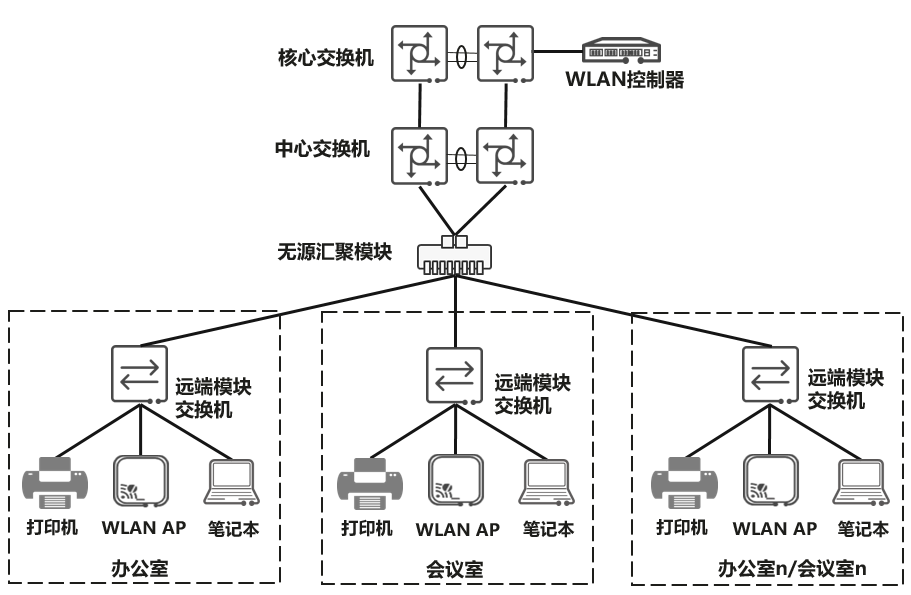 核心交换机
WLAN控制器
中心交换机
无源汇聚模块
远端模块
交换机
打印机
WLAN AP
笔记本
办公室
远端模块
交换机
打印机
WLAN AP
笔记本
会议室
远端模块
交换机
打印机
WLAN AP
笔记本
办公室n/会议室n